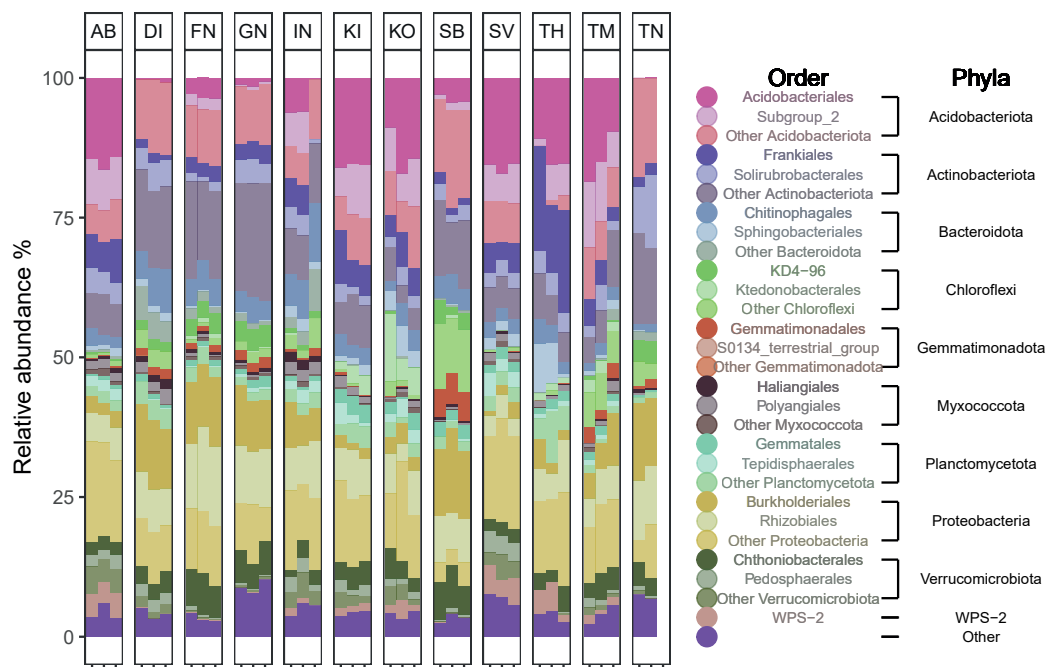 AB DI FN GN IN KI KO SB SV TH TM TN
Relative abundance %
100
75
50
25
0
Order Phyla
Acidobacteriales
Subgroup_2 Acidobacteriota
Other Acidobacteriota
Frankiales
Solirubrobacterales Actinobacteriota
Other Actinobacteriota
Chitinophagales
Sphingobacteriales Bacteroidota
Other Bacteroidota
KD4−96
Ktedonobacterales Chloroflexi
Other Chloroflexi
Gemmatimonadales
S0134_terrestrial_group Gemmatimonadota
Other Gemmatimonadota
Haliangiales
Polyangiales Myxococcota
Other Myxococcota
Gemmatales
Tepidisphaerales Planctomycetota
Other Planctomycetota
Burkholderiales
Rhizobiales Proteobacteria
Other Proteobacteria
Chthoniobacterales
Pedosphaerales Verrucomicrobiota
Other Verrucomicrobiota
WPS−2 WPS−2
Other